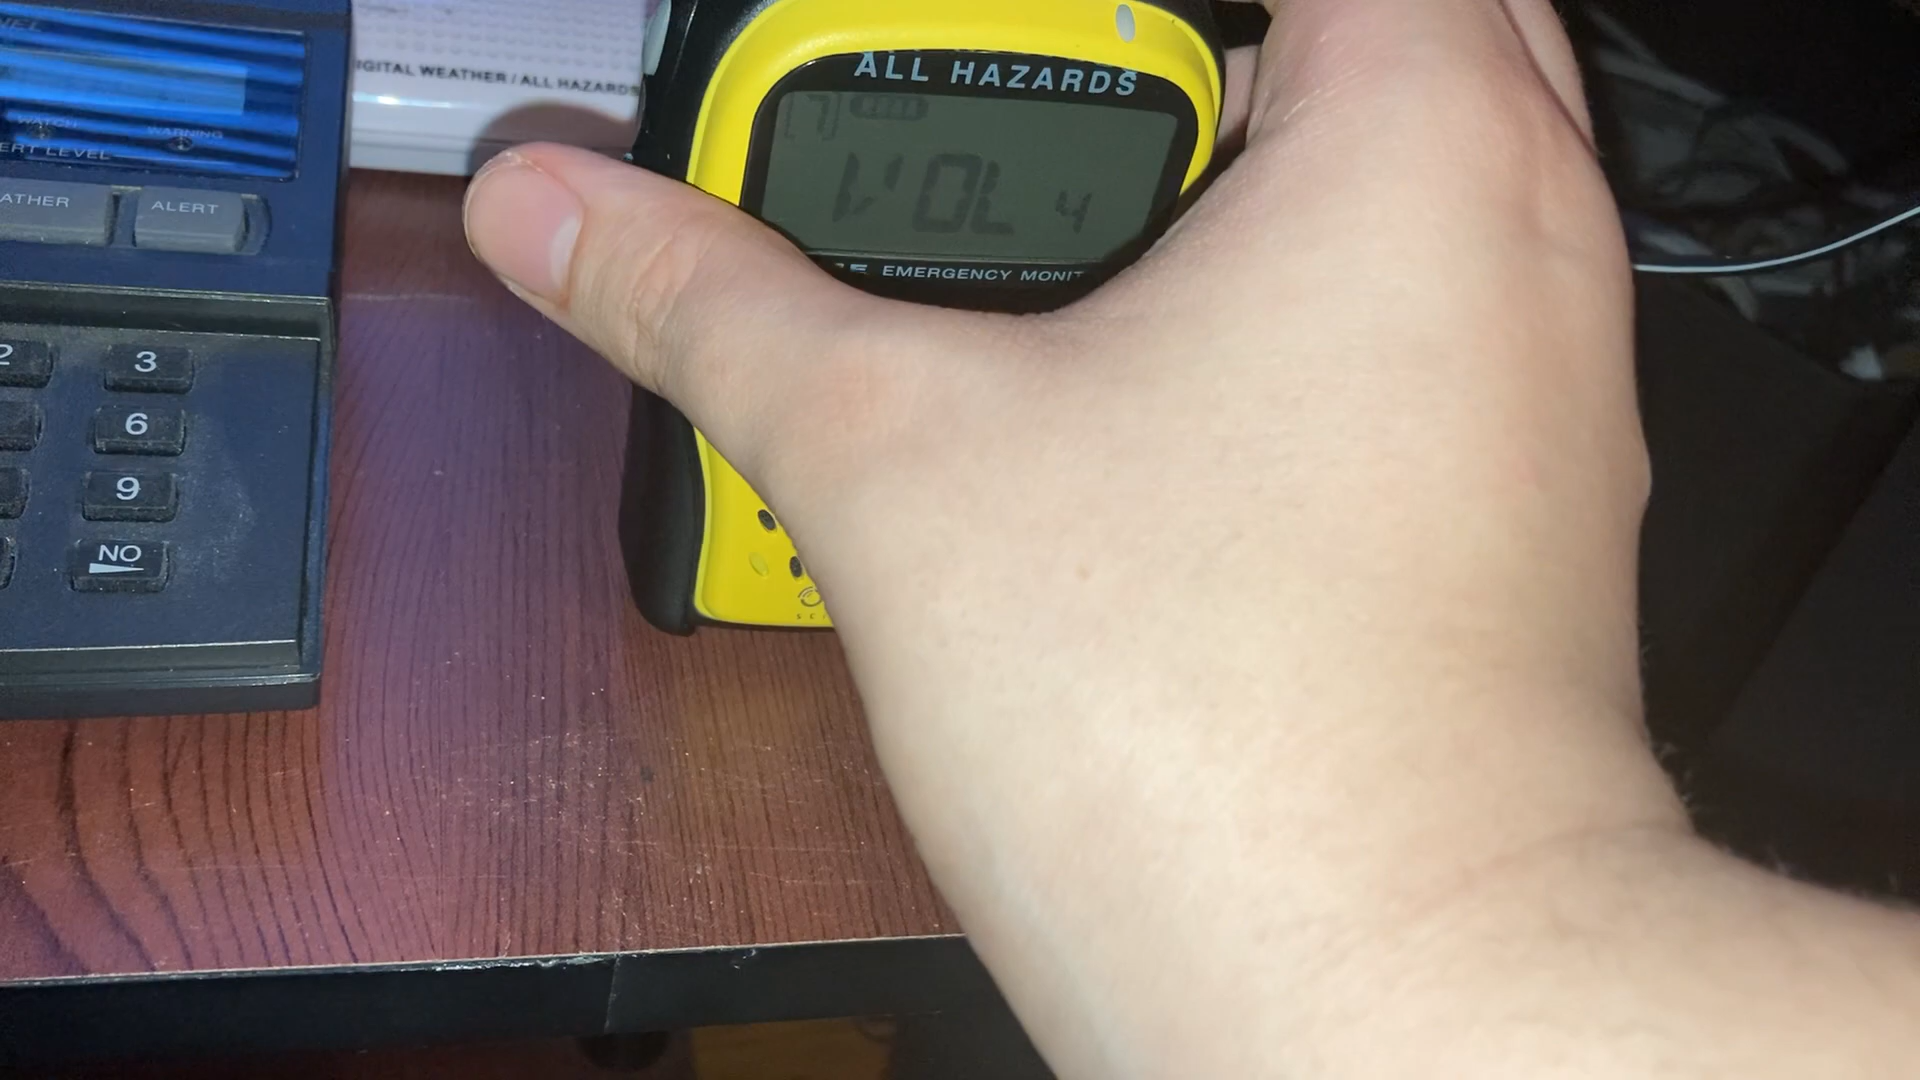 IGITAL WEATHER / ALL HAZARDS
ALL HAZARDS
VOL 4
EMERGENCY MONIT
WATCH
WARNING
ERT LEVEL
ATHER
ALERT
2
3
6
9
NO